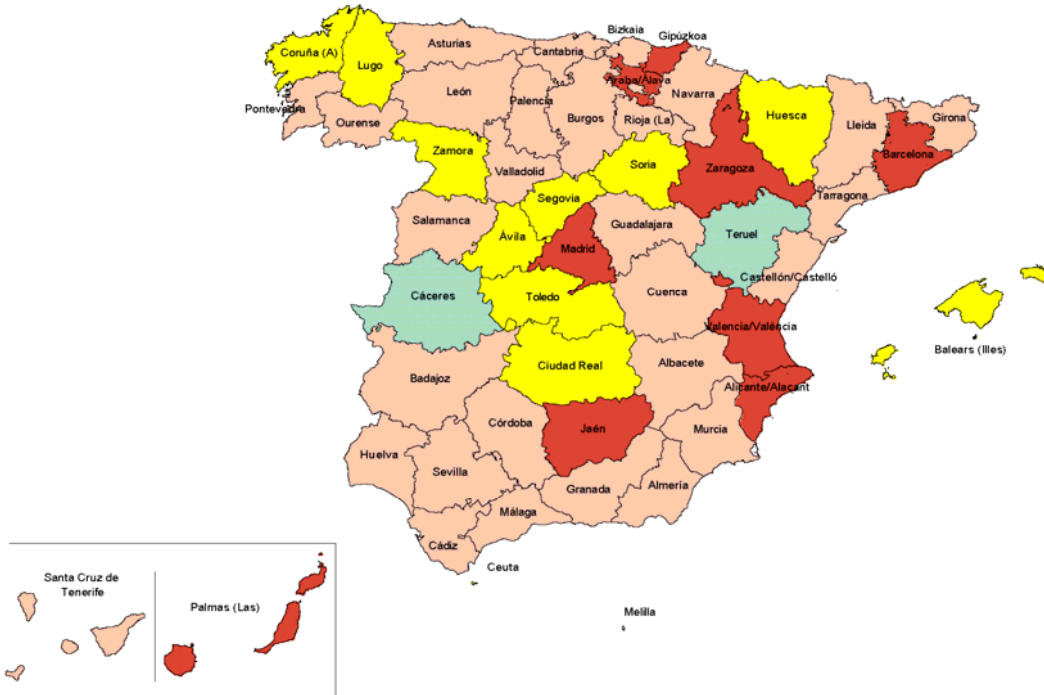 Bizkaia
Gipúzkoa
Asturias
Cantabria
Coruña (A)
Lugo
Araba/Álava
León
Navarra
Palencia
Pontevedra
Burgos
Rioja (La)
Huesca
Girona
Ourense
Lleida
Zamora
Barcelona
Soria
Zaragoza
Valladolid
Segovia
Tarragona
Salamanca
Guadalajara
Ávila
Teruel
Madrid
Castellón/Castelló
Cáceres
Toledo
Cuenca
Valencia/València
Balears (Illes)
Ciudad Real
Albacete
Badajoz
Alicante/Alacant
Córdoba
Jaén
Murcia
Huelva
Sevilla
Granada
Almería
Málaga
Cádiz
Ceuta
Santa Cruz de
Tenerife
Palmas (Las)
Melilla